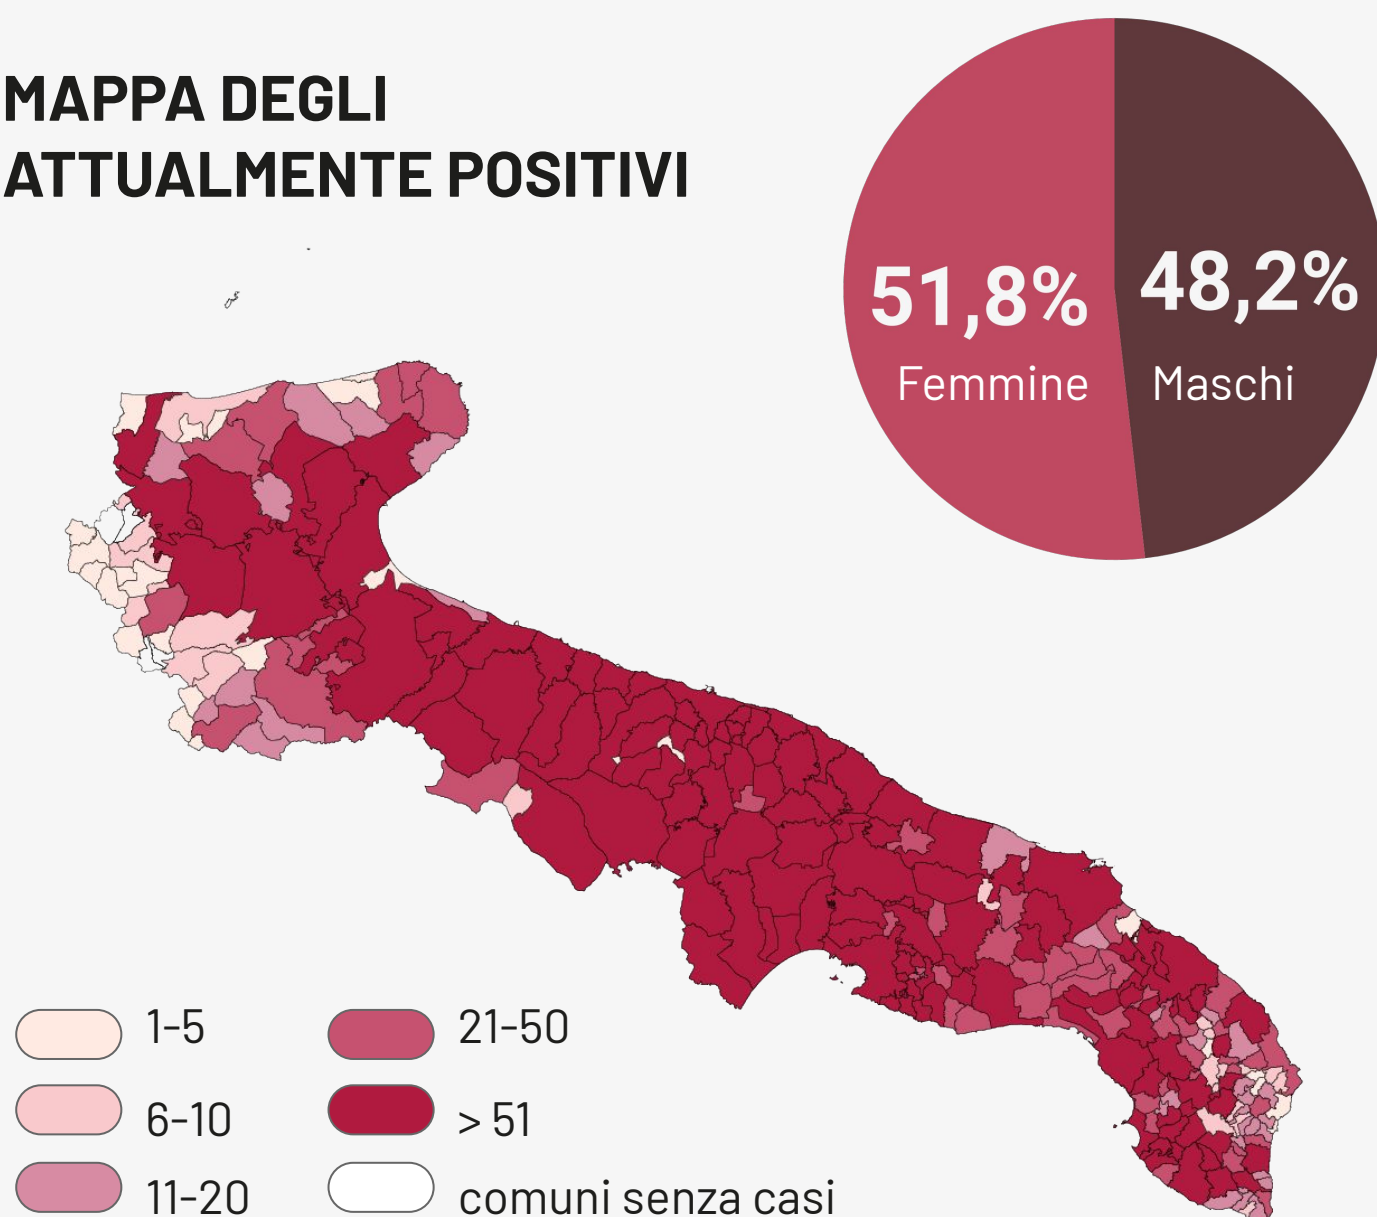 MAPPA DEGLI
ATTUALMENTE POSITIVI
51,8%
Femmine
48,2%
Maschi
1-5
6-10
11-20
21-50
> 51
comuni senza casi